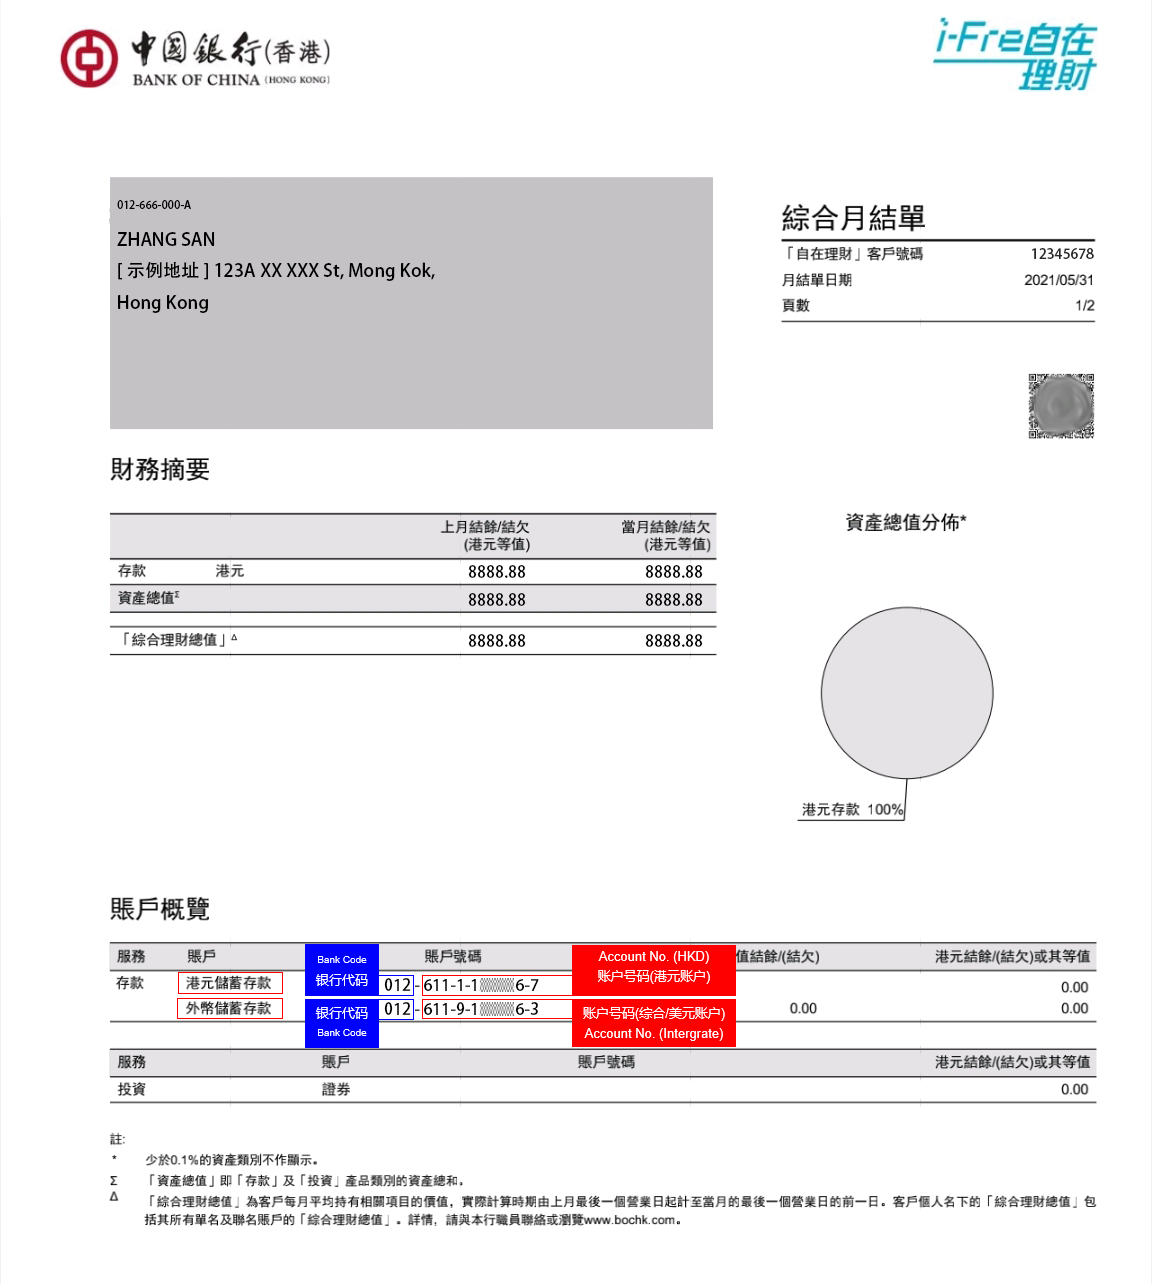 中國銀行(香港)
BANK OF CHINA (HONG KONG)
i-Free自在
理財
012-666-000-A
ZHANG SAN
[ 示例地址 ] 123A XX XXX St, Mong Kok,
Hong Kong
綜合月結單
「自在理財」客戶號碼 12345678
月結單日期 2021/05/31
頁數 1/2
財務摘要
上月結餘/結欠 當月結餘/結欠
(港元等值) (港元等值)
存款 港元 8888.88 8888.88
資產總值Σ 8888.88 8888.88
「綜合理財總值」Δ 8888.88 8888.88
資產總值分佈*
港元存款 100%
賬戶概覽
服務 賬戶 Bank Code 賬戶號碼 Account No. (HKD) 值結餘/(結欠) 港元結餘/(結欠)或其等值
存款 港元儲蓄存款 银行代码 012-611-1-1 6-7 账户号码(港元账户) 0.00
外幣儲蓄存款 银行代码 012-611-9-1 6-3 账户号码(综合/美元账户) 0.00 0.00
Bank Code Account No. (Intergrate)
服務 賬戶 賬戶號碼 港元結餘/(結欠)或其等值
投資 證券 0.00
註:
* 少於0.1%的資產類別不作顯示。
Σ 「資產總值」即「存款」及「投資」產品類別的資產總和。
Δ 「綜合理財總值」為客戶每月平均持有相關項目的價值，實際計算時期由上月最後一個營業日起計至當月的最後一個營業日的前一日。客戶個人名下的「綜合理財總值」包
括其所有單名及聯名賬戶的「綜合理財總值」。詳情，請與本行職員聯絡或瀏覽www.bochk.com。